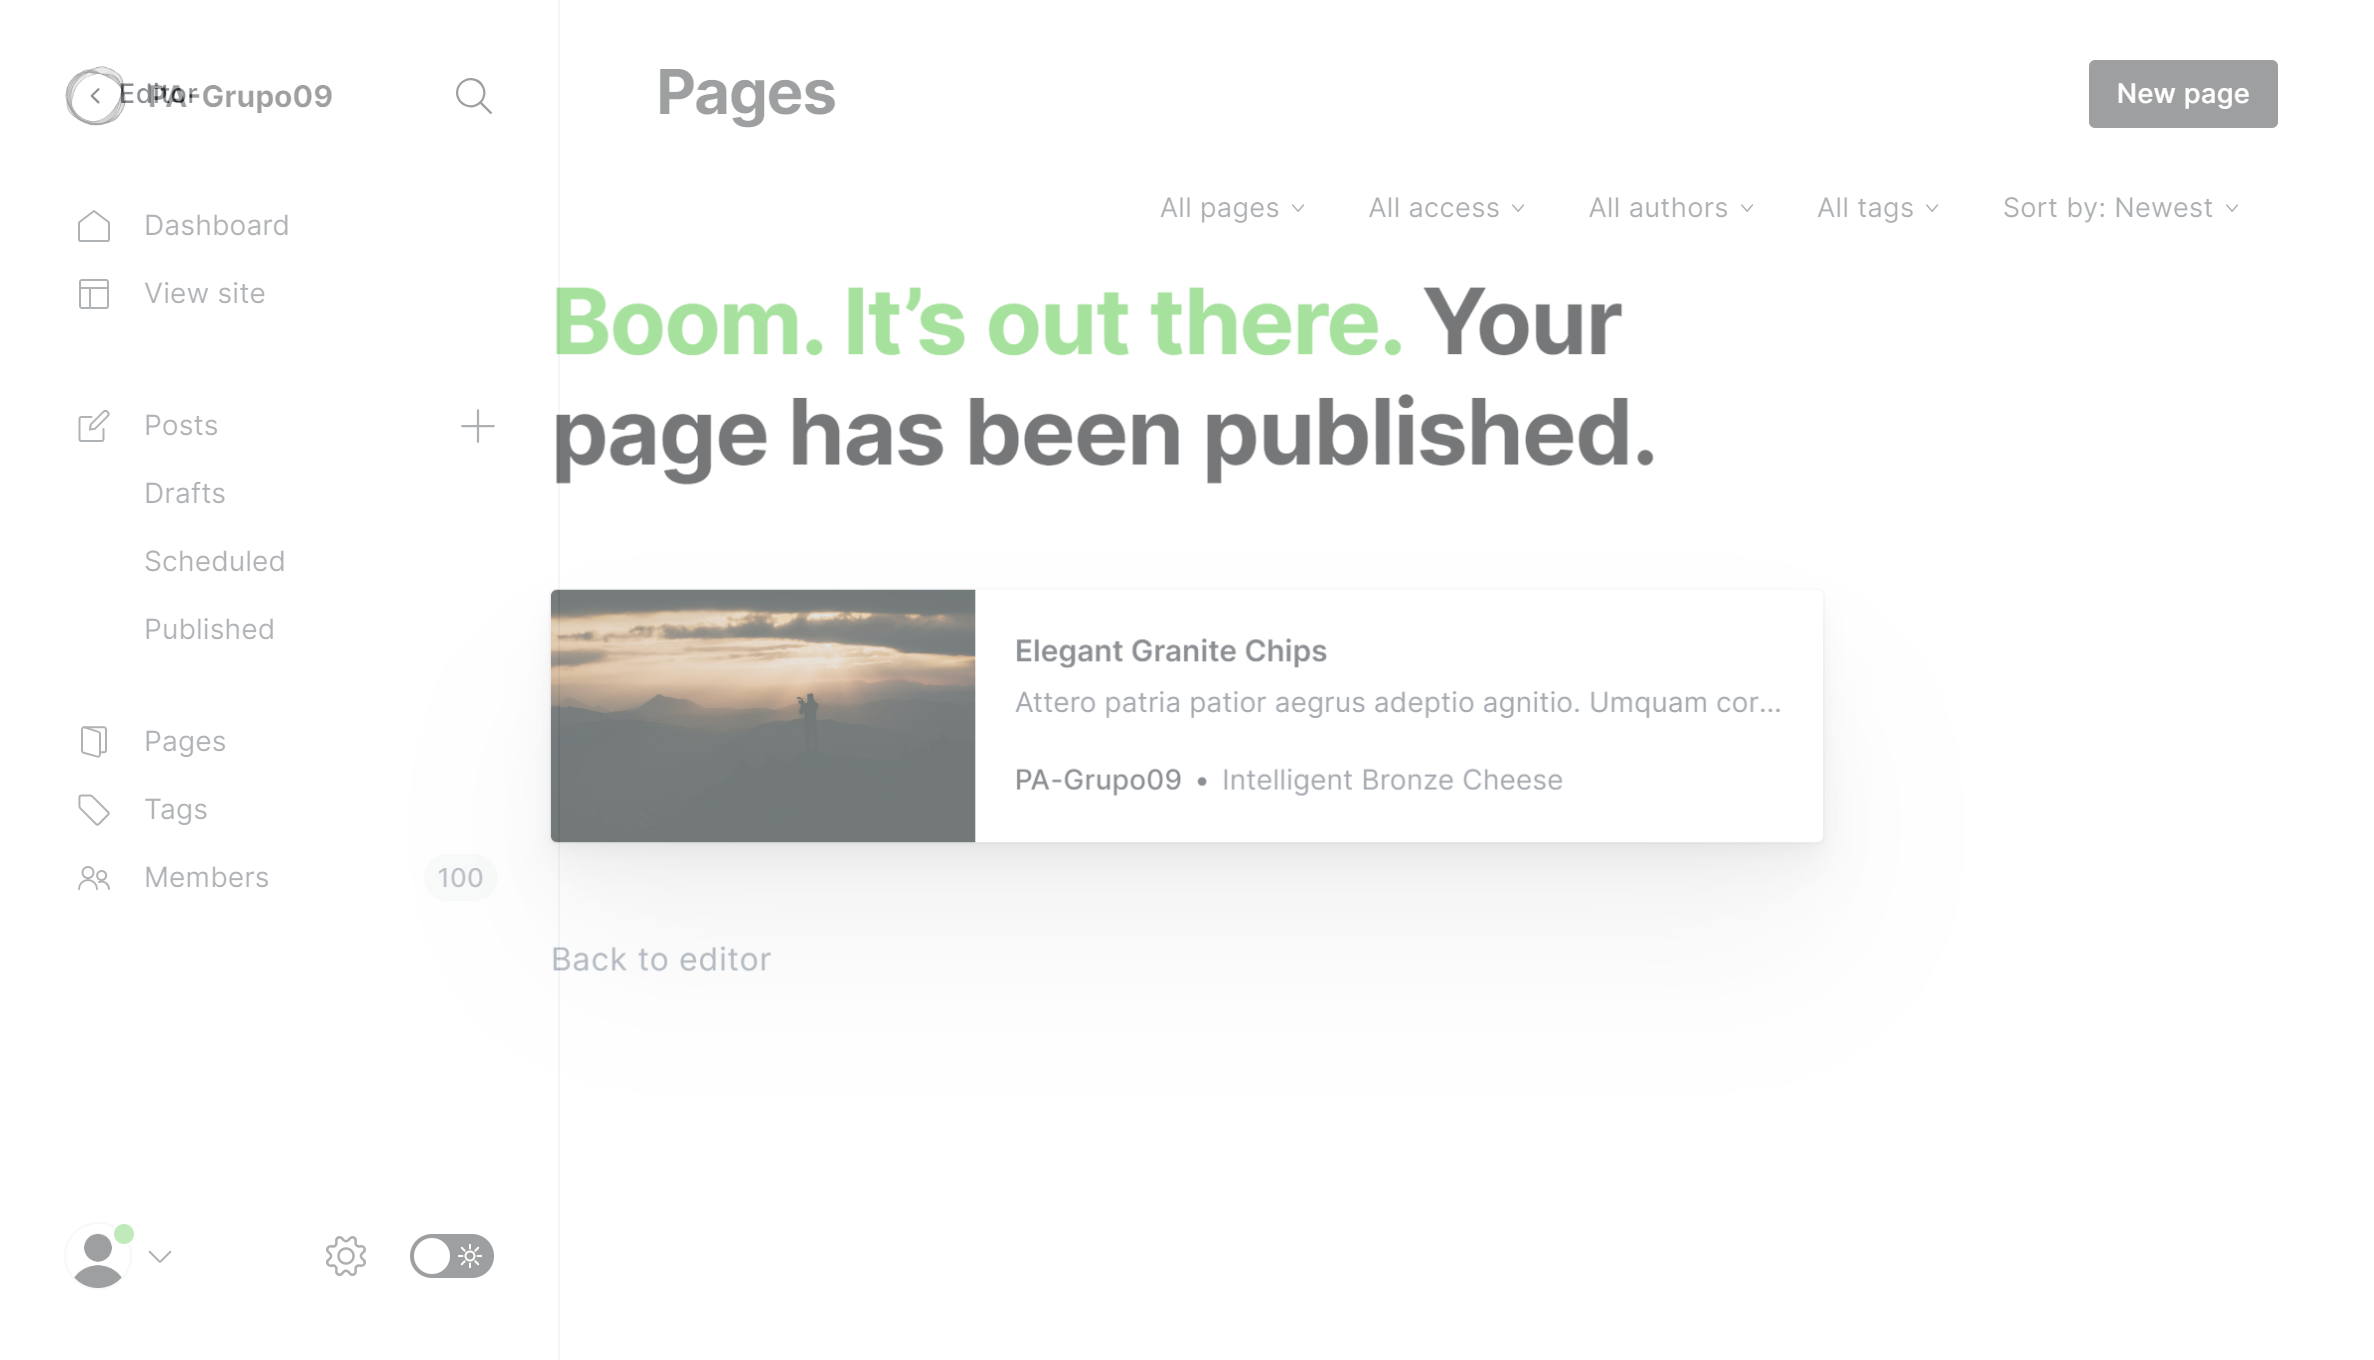 Editor
PA-Grupo09
Pages
New page
Dashboard
View site
All pages
All access
All authors
All tags
Sort by: Newest
Boom. It’s out there. Your
page has been published.
Posts
Drafts
Scheduled
Published
Elegant Granite Chips
Attero patria patior aegrus adeptio agnitio. Umquam cor...
PA-Grupo09 • Intelligent Bronze Cheese
Pages
Tags
Members
100
Back to editor